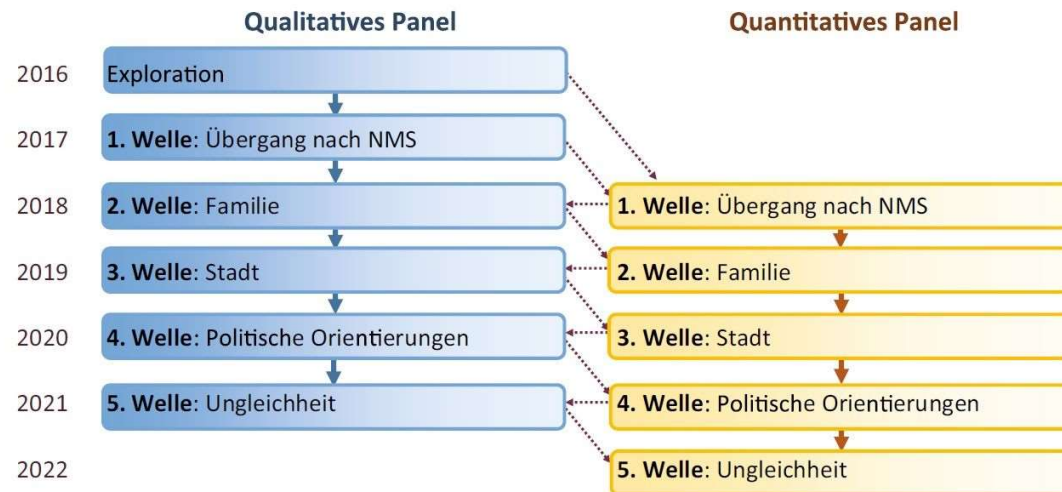 Qualitatives Panel Quantitatives Panel
2016 Exploration
2017 1. Welle: Übergang nach NMS
2018 2. Welle: Familie 1. Welle: Übergang nach NMS
2019 3. Welle: Stadt 2. Welle: Familie
2020 4. Welle: Politische Orientierungen 3. Welle: Stadt
2021 5. Welle: Ungleichheit 4. Welle: Politische Orientierungen
2022 5. Welle: Ungleichheit